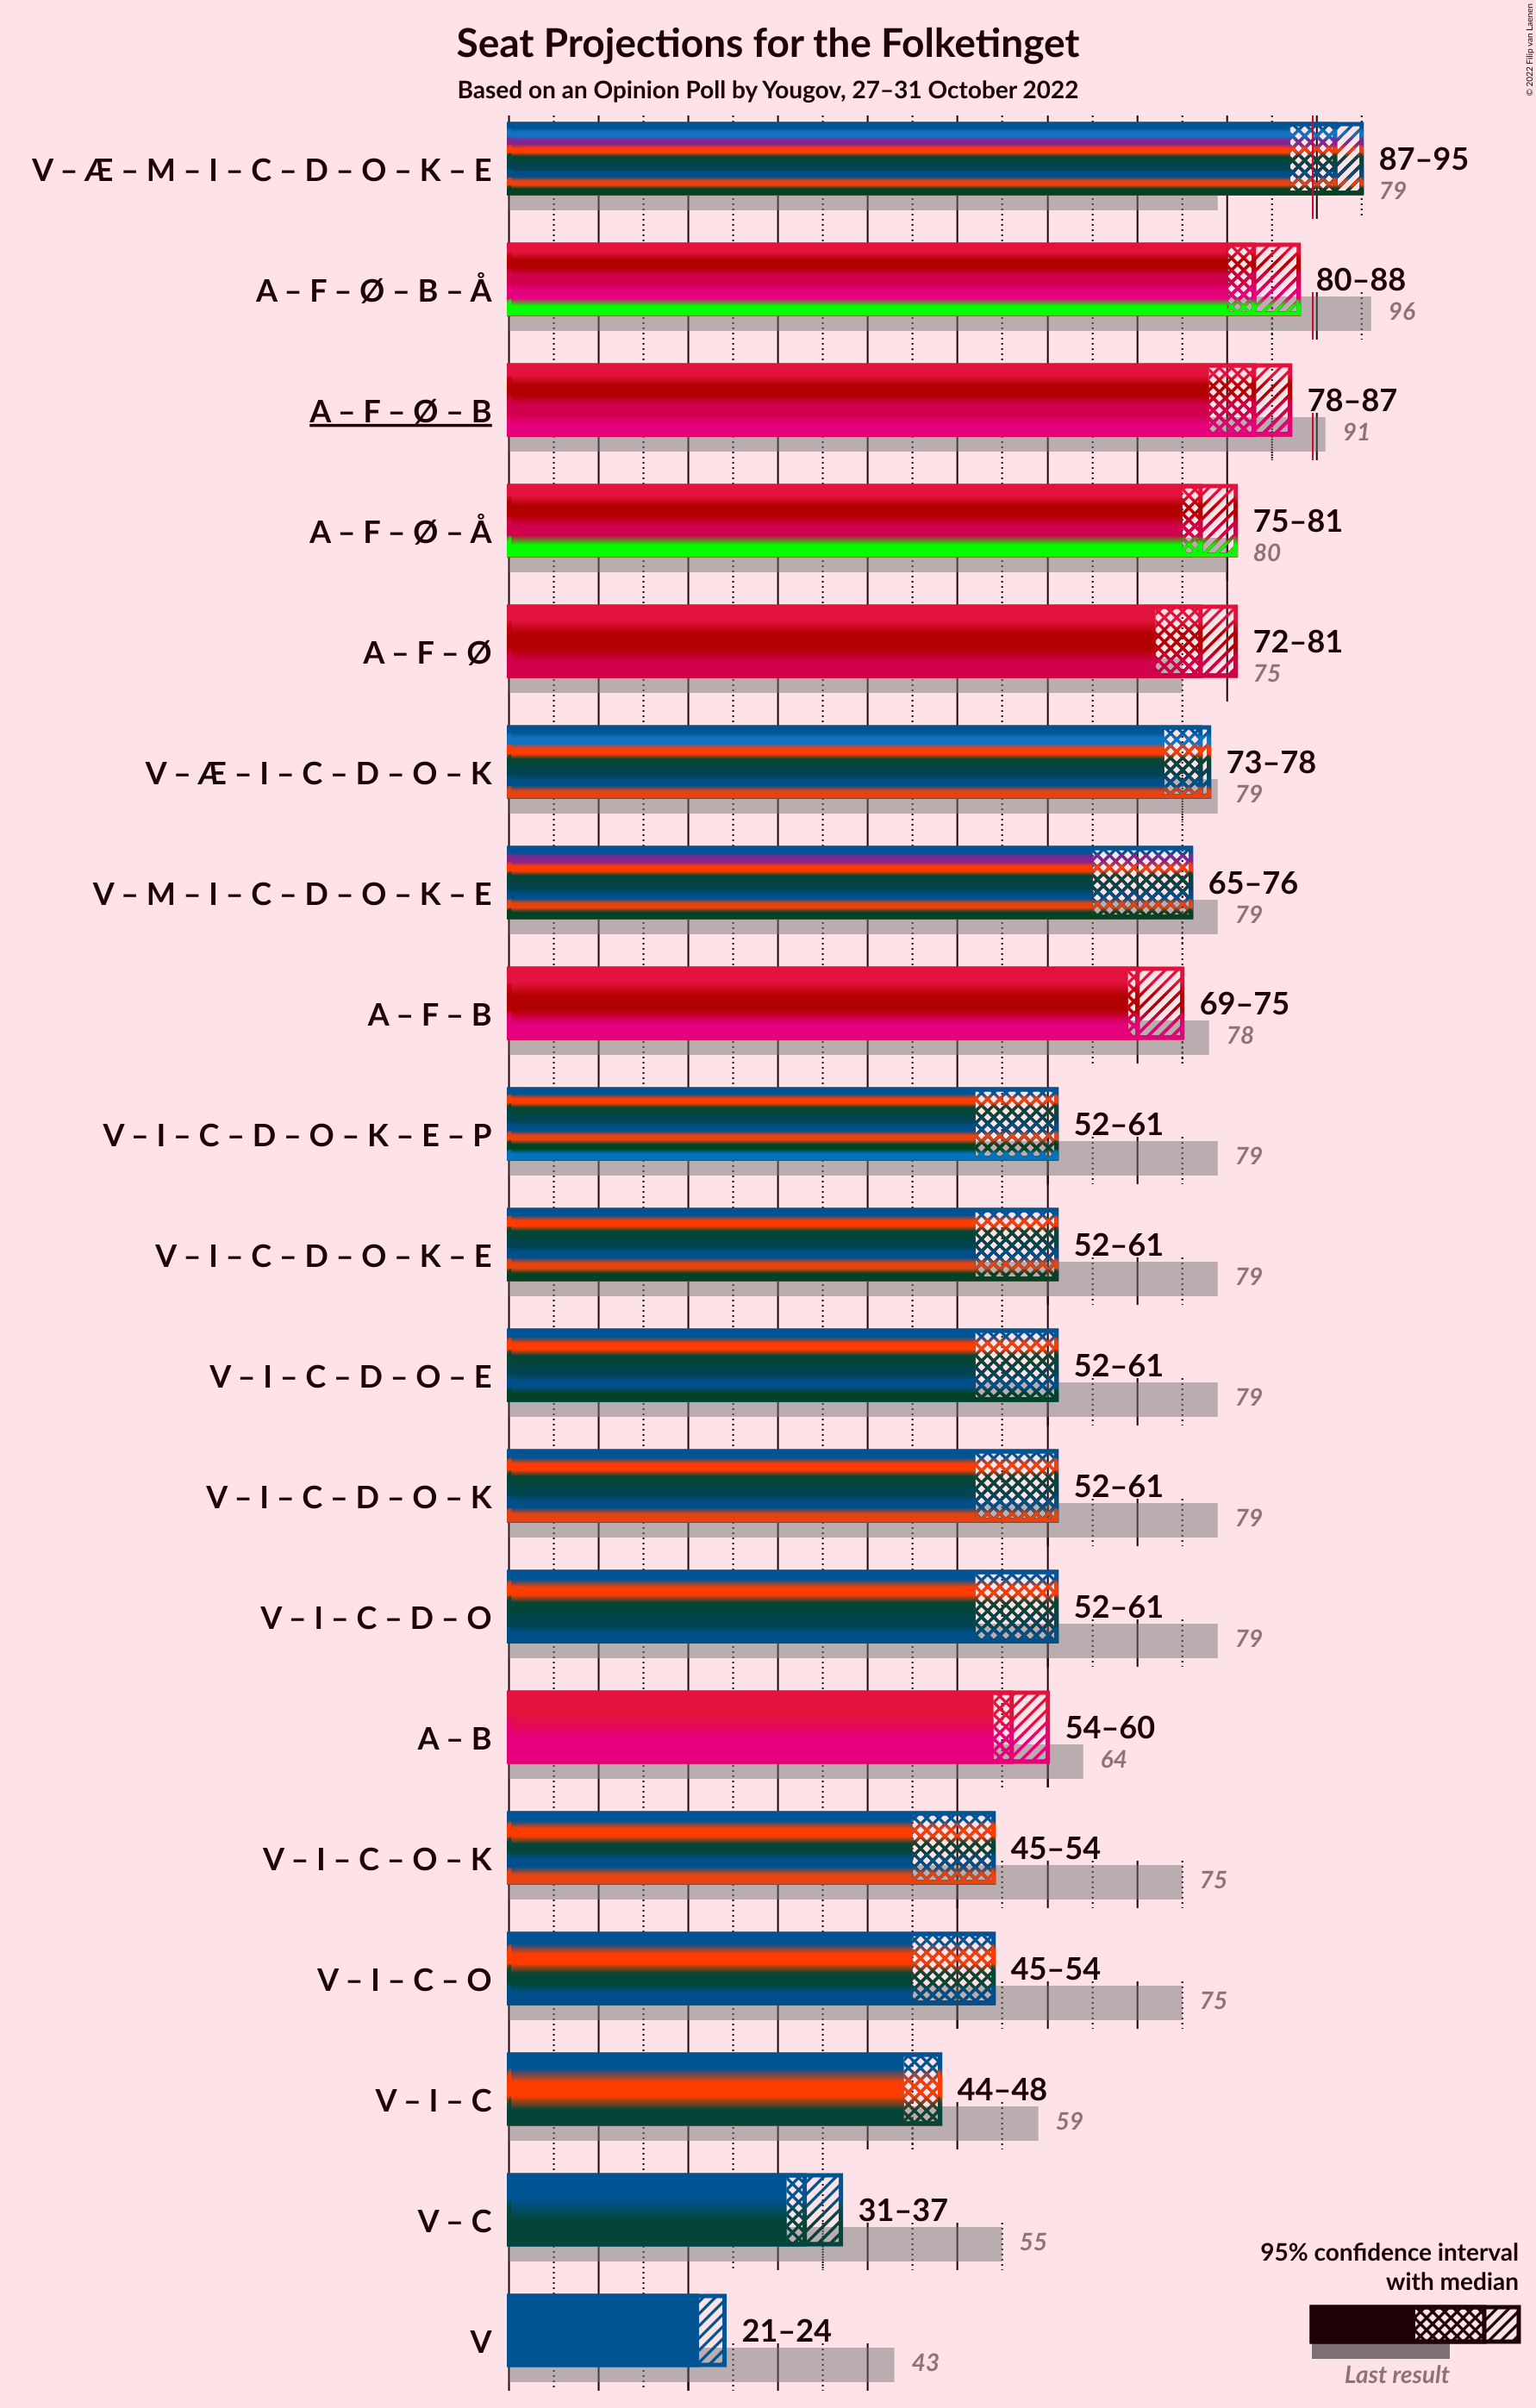 Seat Projections for the Folketinget
Based on an Opinion Poll by Yougov, 27–31 October 2022
© 2022 Filip van Laenen
V – Æ – M – I – C – D – O – K – E
87–95
79
A – F – Ø – B – Å
80–88
96
A – F – Ø – B
78–87
91
A – F – Ø – Å
75–81
80
A – F – Ø
72–81
75
V – Æ – I – C – D – O – K
73–78
79
V – M – I – C – D – O – K – E
65–76
79
A – F – B
69–75
78
V – I – C – D – O – K – E – P
52–61
79
V – I – C – D – O – K – E
52–61
79
V – I – C – D – O – E
52–61
79
V – I – C – D – O – K
52–61
79
V – I – C – D – O
52–61
79
A – B
54–60
64
V – I – C – O – K
45–54
75
V – I – C – O
45–54
75
V – I – C
44–48
59
V – C
31–37
55
V
21–24
43
95% confidence interval
with median
Last result